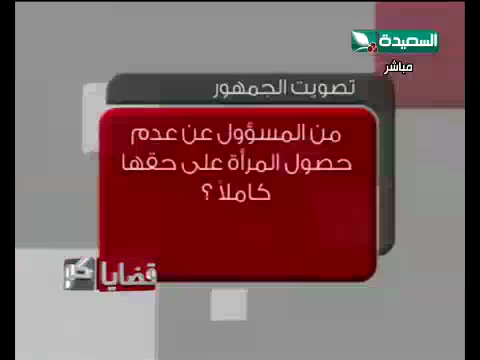 السعيدة
مباشر
تصويت الجمهور
من المسؤول عن عدم
حصول المرأة على حقها
كاملاً ؟
قضايا